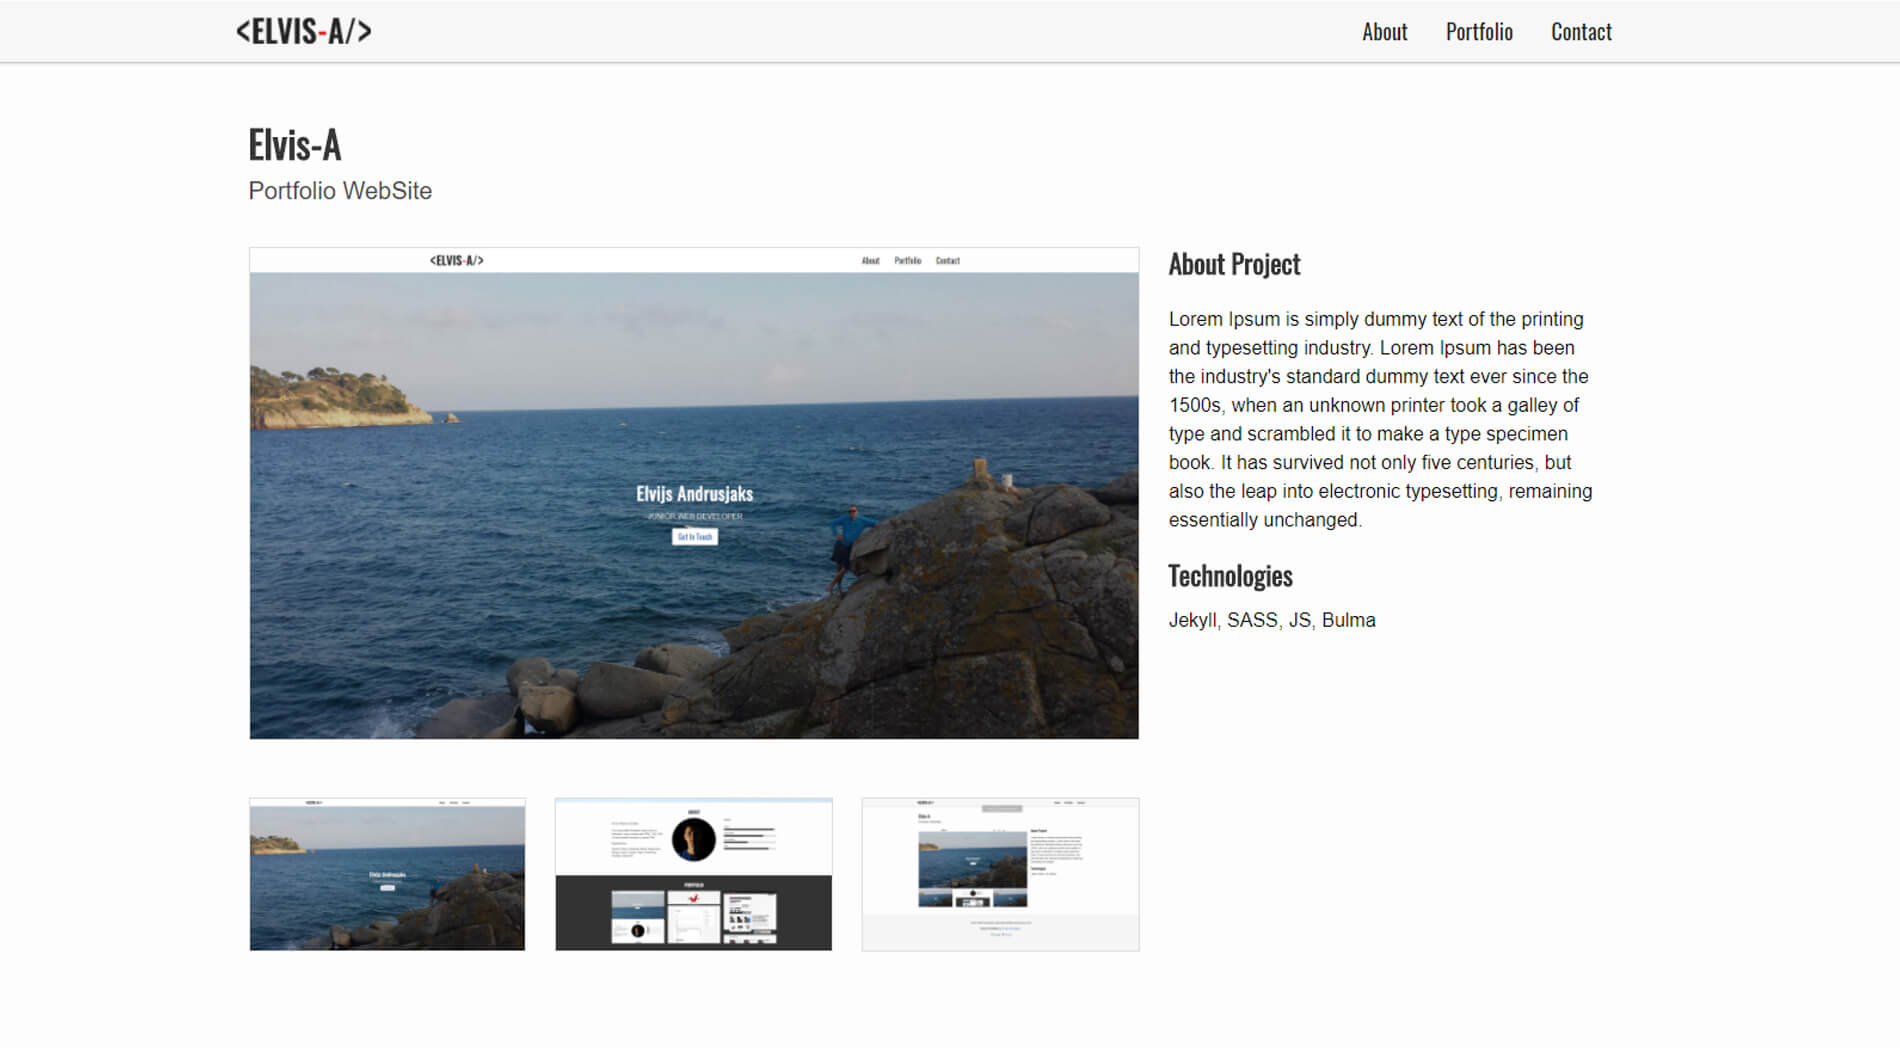 <ELVIS-A/>
About Portfolio Contact
Elvis-A
Portfolio WebSite
<ELVIS-A/>
About Portfolio Contact
Elvijs Andrusjaks
JUNIOR WEB DEVELOPER
Get In Touch
About Project
Lorem Ipsum is simply dummy text of the printing
and typesetting industry. Lorem Ipsum has been
the industry's standard dummy text ever since the
1500s, when an unknown printer took a galley of
type and scrambled it to make a type specimen
book. It has survived not only five centuries, but
also the leap into electronic typesetting, remaining
essentially unchanged.
Technologies
Jekyll, SASS, JS, Bulma
Elvijs Andrusjaks
ABOUT
PORTFOLIO